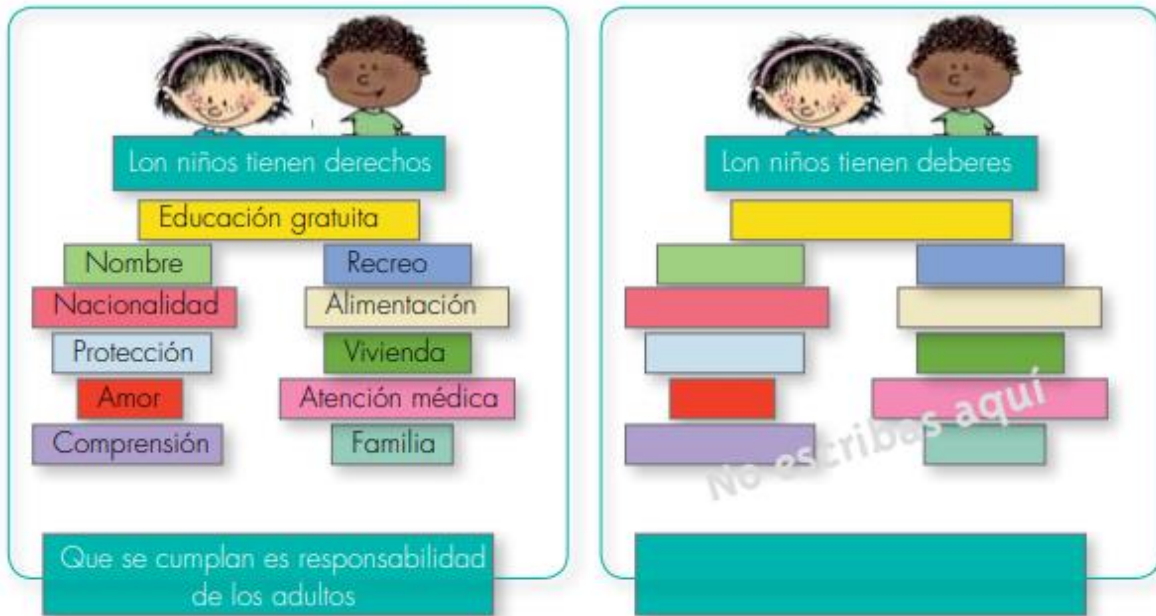 Lon niños tienen derechos
Educación gratuita
Nombre
Recreo
Nacionalidad
Alimentación
Protección
Vivienda
Amor
Atención médica
Comprensión
Familia
Que se cumplan es responsabilidad
de los adultos
Lon niños tienen deberes
No escribas aquí